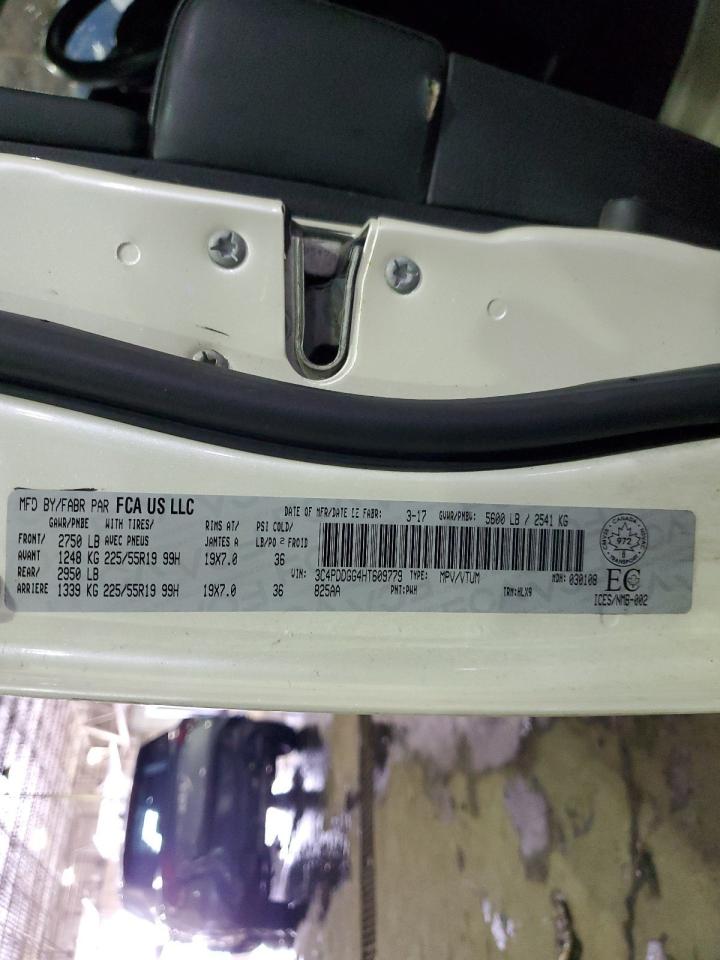 MFD BY/FABR PAR FCA US LLC DATE OF MFR/DATE DE FABR: 3-17 GVWR/PNBV: 5600 LB / 2541 KG
GAWR/PNBE WITH TIRES/ RIMS AT/ PSI COLD/
FRONT/ 2750 LB AVEC PNEUS JANTES A LB/PO² FROID
AVANT 1248 KG 225/55R19 99H 19X7.0 36
REAR/ 2950 LB VIN: 3C4PDDGG4HT609779 TYPE: MPV/VTUM MDH: 030108
ARRIERE 1339 KG 225/55R19 99H 19X7.0 36 825AA PNT:PWH TRM:HLX9
CANADA
972
TRANSPORT
EC
ICES/NMB-002